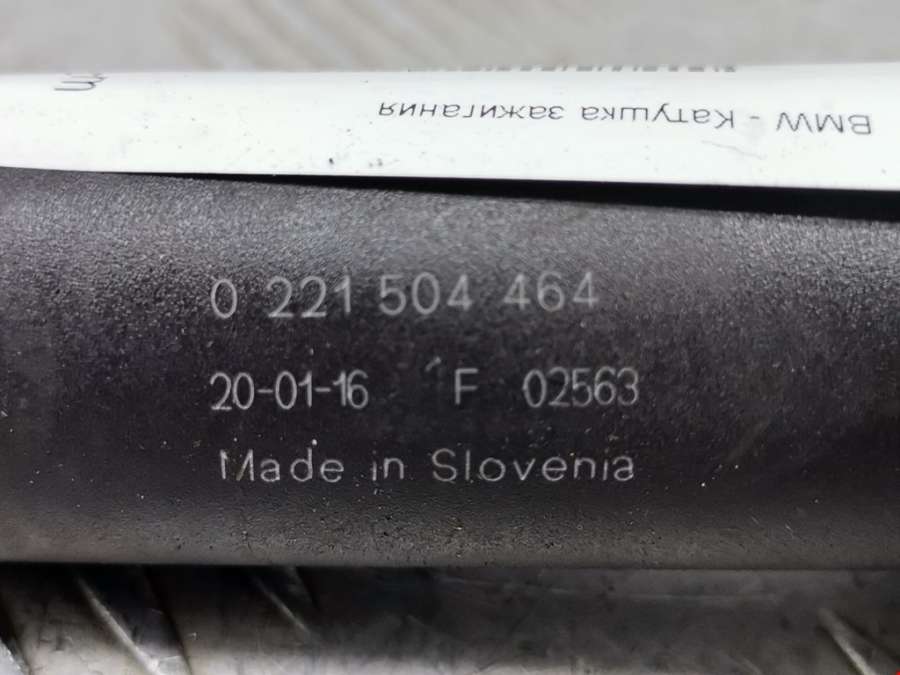 BMW - Катушка зажигания
0 221 504 464
20-01-16 F 02563
Made in Slovenia